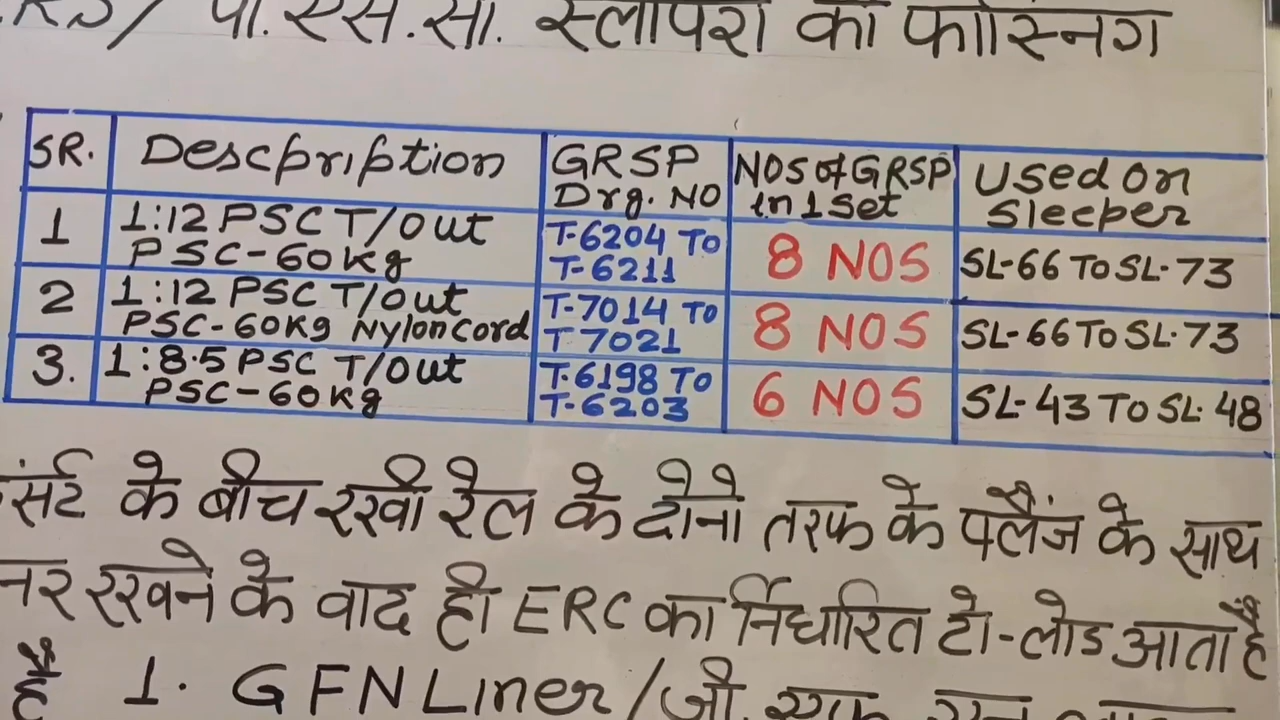 पी.एस.सी. स्लीपरों की फास्निंग
SR. Descpription GRSP Drg. NO NOS of GRSP in 1 Set Used On Sleeper
1 1:12 PSC T/Out PSC-60Kg T-6204 TO T-6211 8 NOS SL-66 TO SL-73
2 1:12 PSC T/Out PSC-60Kg Nylon Cord T-7014 TO T 7021 8 NOS SL-66 TO SL-73
3. 1:8.5 PSC T/Out PSC-60Kg T-6198 TO T-6203 6 NOS SL-43 TO SL-48
के बीच रखी रेल के दोनो तरफ के फ्लैंज के साथ
रखने के वाद ही ERC का र्निधारित टो-लोड आता है
है 1. GFN Liner /जी. एफ. एन